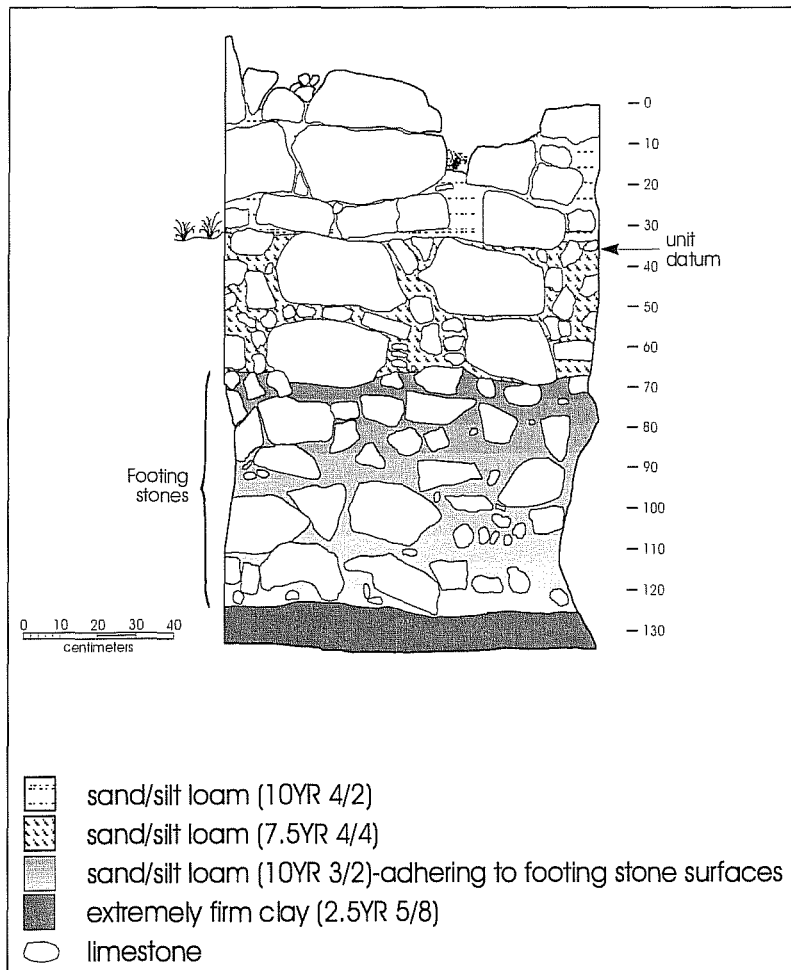 – 0
– 10
– 20
– 30
unit
datum
– 40
– 50
– 60
– 70
– 80
– 90
Footing
stones
– 100
– 110
– 120
– 130
0 10 20 30 40
centimeters
sand/silt loam (10YR 4/2)
sand/silt loam (7.5YR 4/4)
sand/silt loam (10YR 3/2)-adhering to footing stone surfaces
extremely firm clay (2.5YR 5/8)
limestone